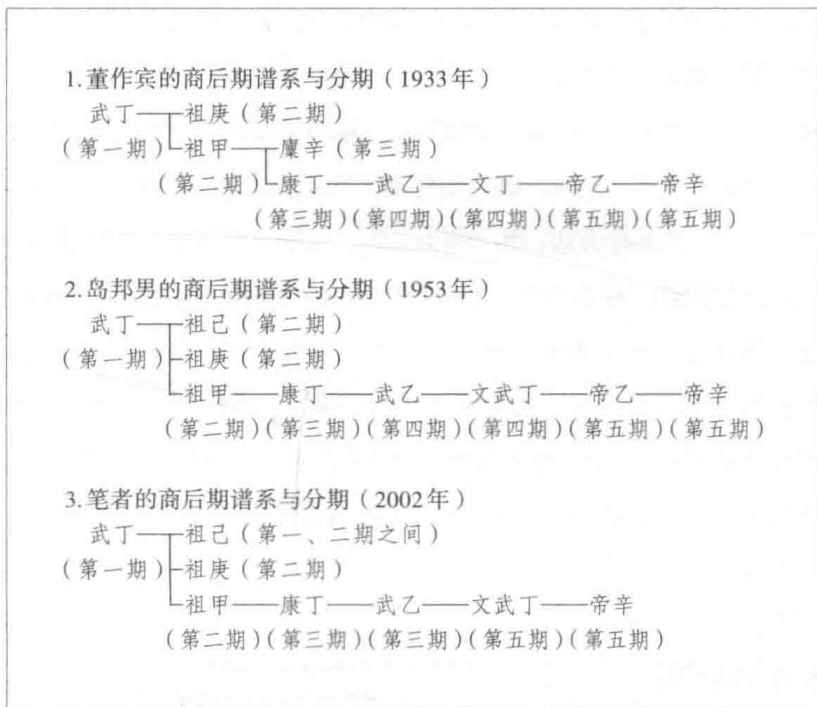 1.董作宾的商后期谱系与分期（1933年）
武丁——祖庚（第二期）
（第一期）祖甲——廩辛（第三期）
（第二期）康丁——武乙——文丁——帝乙——帝辛
（第三期）（第四期）（第四期）（第五期）（第五期）
2.岛邦男的商后期谱系与分期（1953年）
武丁——祖己（第二期）
（第一期）祖庚（第二期）
祖甲——康丁——武乙——文武丁——帝乙——帝辛
（第二期）（第三期）（第四期）（第四期）（第五期）（第五期）
3.笔者的商后期谱系与分期（2002年）
武丁——祖己（第一、二期之间）
（第一期）祖庚（第二期）
祖甲——康丁——武乙——文武丁——帝辛
（第二期）（第三期）（第三期）（第五期）（第五期）